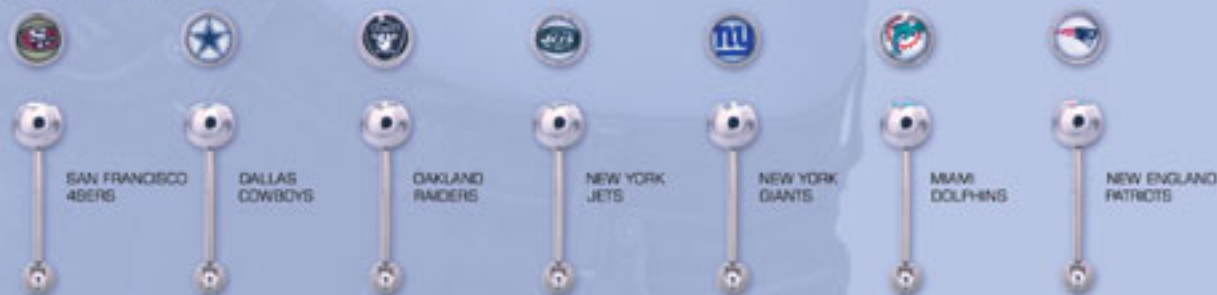 SAN FRANCISCO
49ERS
DALLAS
COWBOYS
OAKLAND
RAIDERS
NEW YORK
JETS
NEW YORK
GIANTS
MIAMI
DOLPHINS
NEW ENGLAND
PATRIOTS